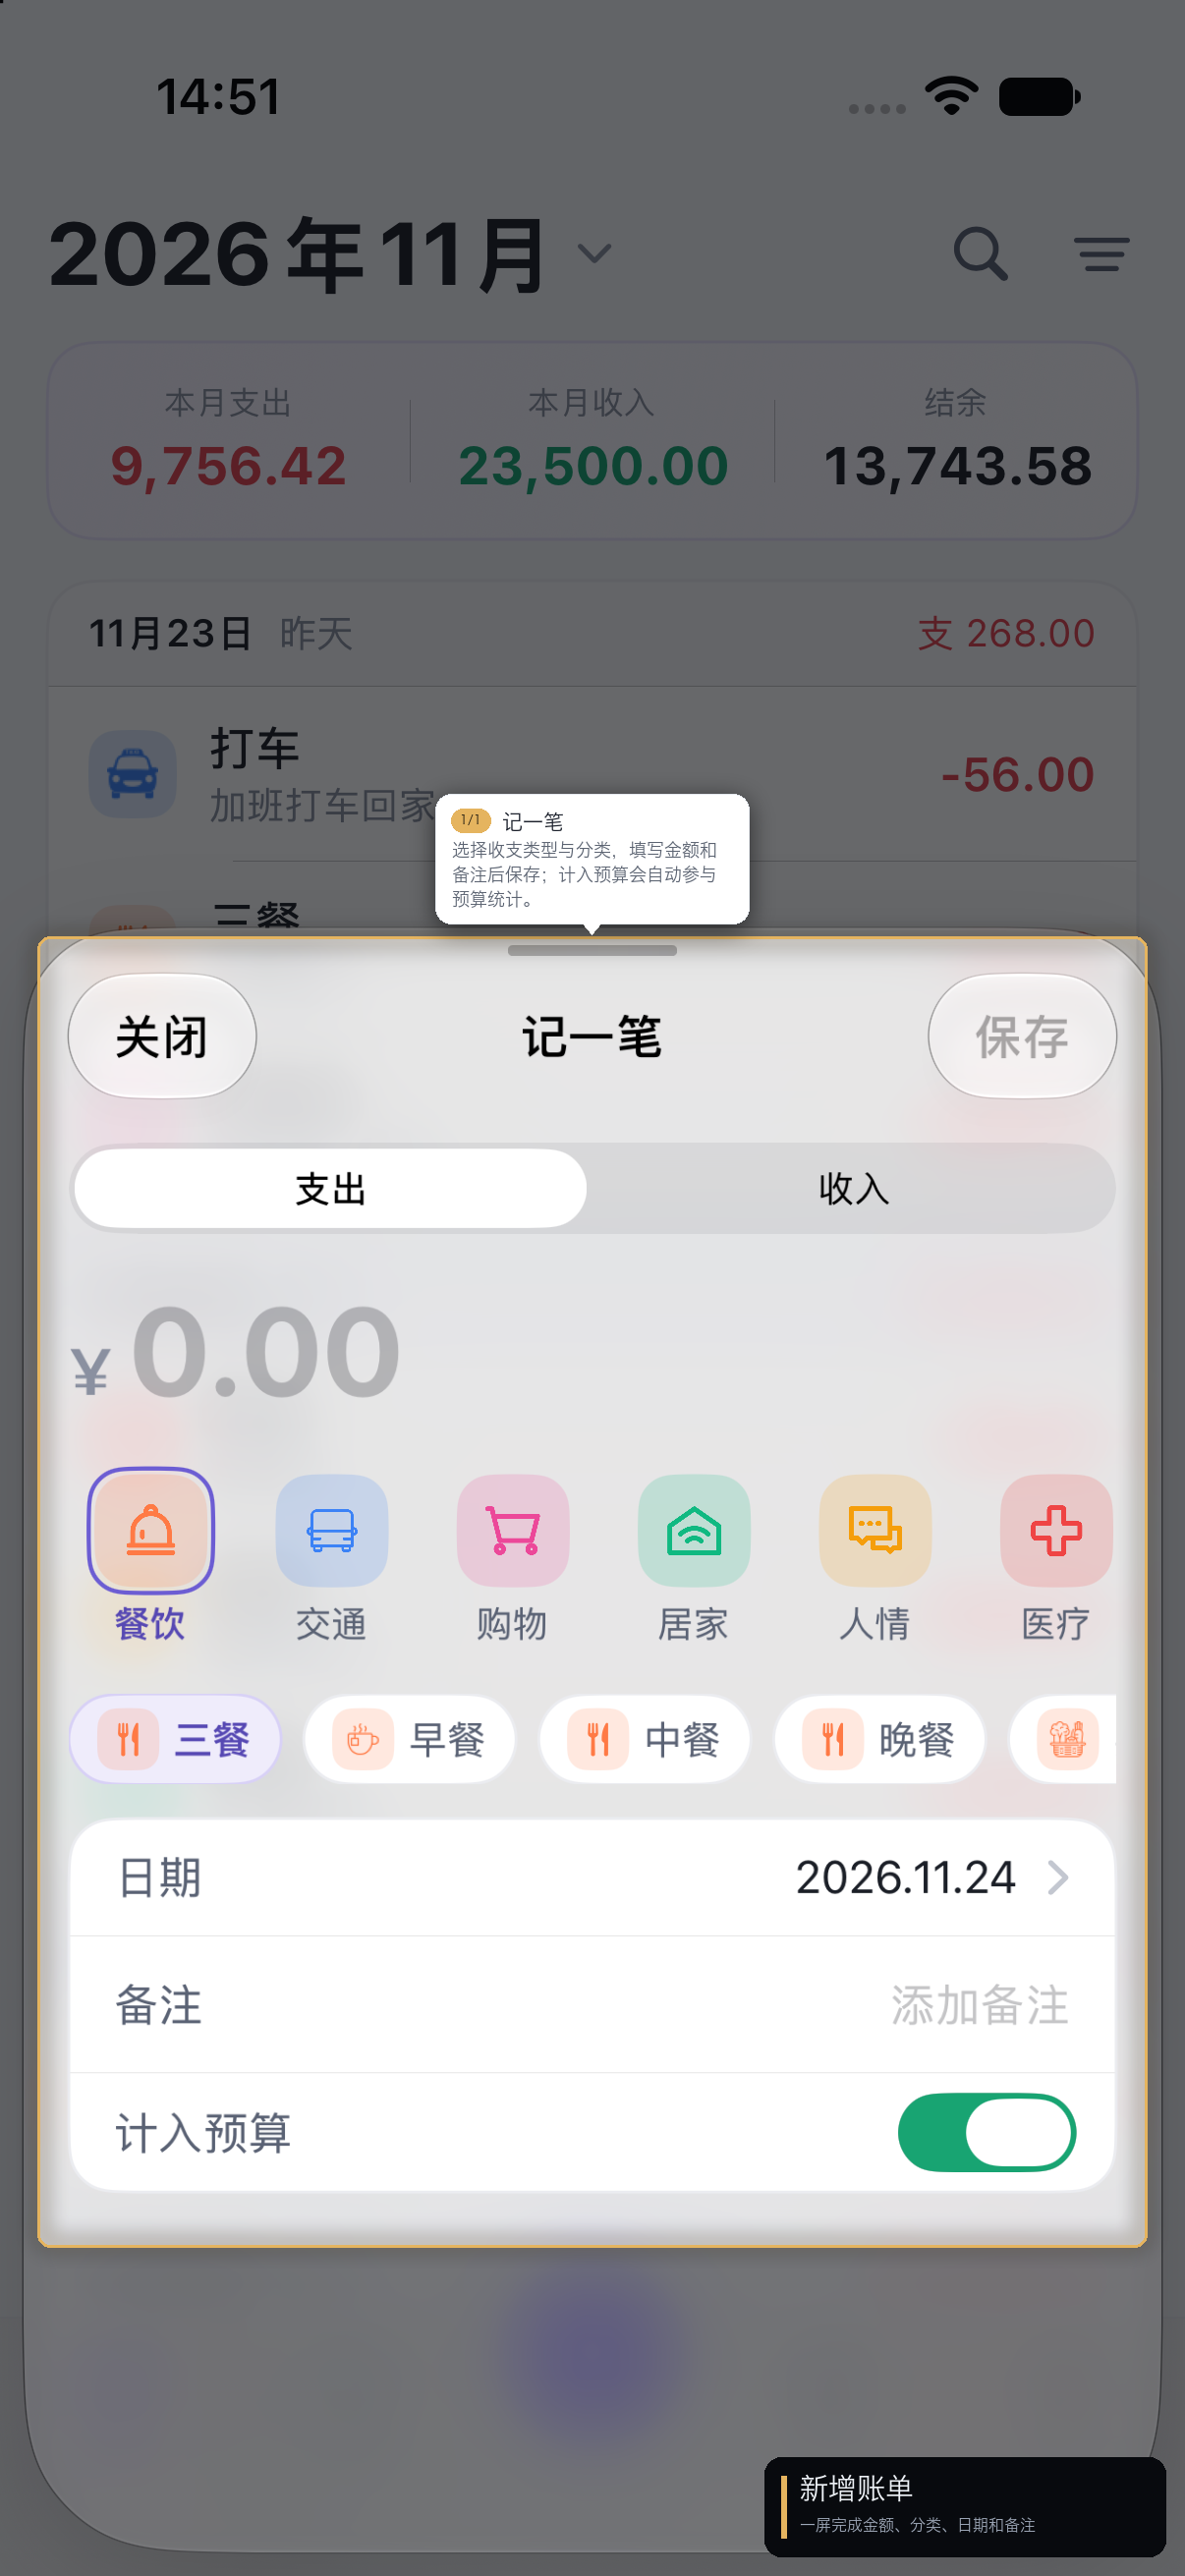 14:51
2026年11月
本月支出 本月收入 结余
9,756.42 23,500.00 13,743.58
11月23日 昨天 支 268.00
打车
加班打车回家
-56.00
三餐
1/1 记一笔
选择收支类型与分类，填写金额和
备注后保存；计入预算会自动参与
预算统计。
关闭 记一笔 保存
支出 收入
¥ 0.00
餐饮 交通 购物 居家 人情 医疗
三餐 早餐 中餐 晚餐
日期 2026.11.24
备注 添加备注
计入预算
新增账单
一屏完成金额、分类、日期和备注